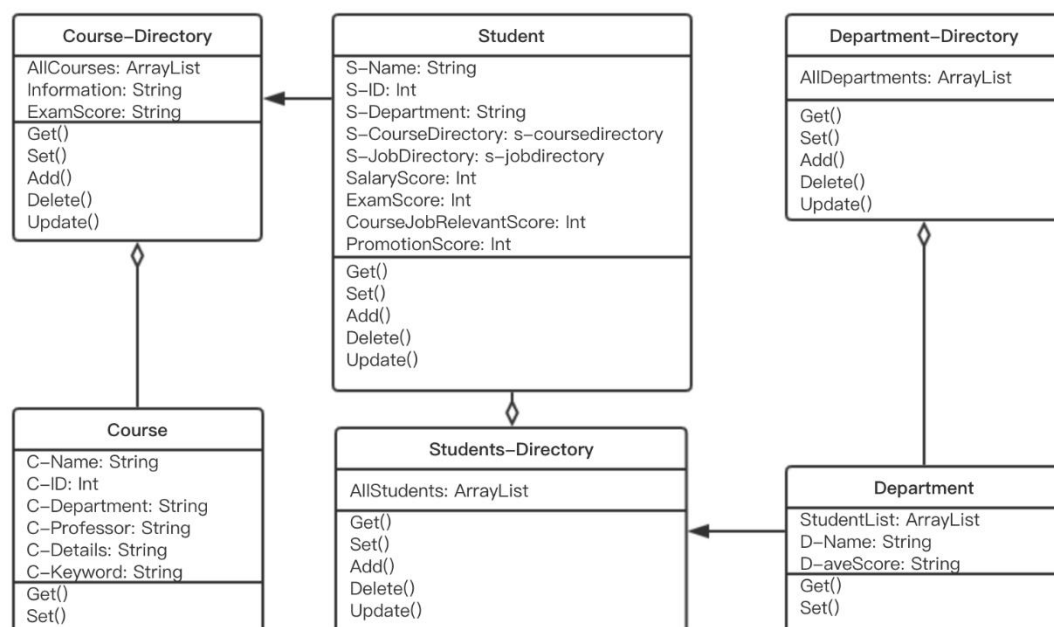 Course-Directory
AllCourses: ArrayList
Information: String
ExamScore: String
Get()
Set()
Add()
Delete()
Update()
Student
S-Name: String
S-ID: Int
S-Department: String
S-CourseDirectory: s-coursedirectory
S-JobDirectory: s-jobdirectory
SalaryScore: Int
ExamScore: Int
CourseJobRelevantScore: Int
PromotionScore: Int
Get()
Set()
Add()
Delete()
Update()
Department-Directory
AllDepartments: ArrayList
Get()
Set()
Add()
Delete()
Update()
Course
C-Name: String
C-ID: Int
C-Department: String
C-Professor: String
C-Details: String
C-Keyword: String
Get()
Set()
Students-Directory
AllStudents: ArrayList
Get()
Set()
Add()
Delete()
Update()
Department
StudentList: ArrayList
D-Name: String
D-aveScore: String
Get()
Set()